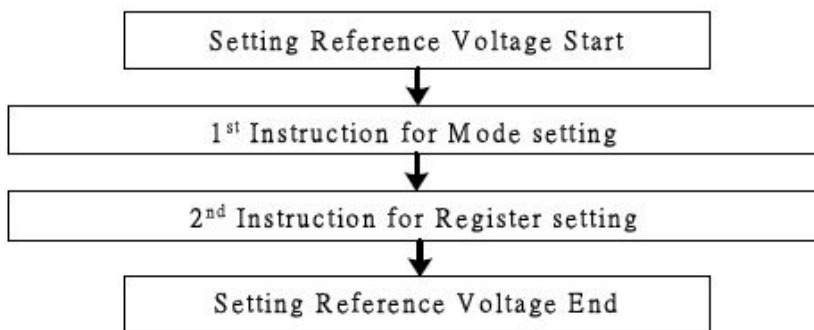 Setting Reference Voltage Start
1st Instruction for Mode setting
2nd Instruction for Register setting
Setting Reference Voltage End